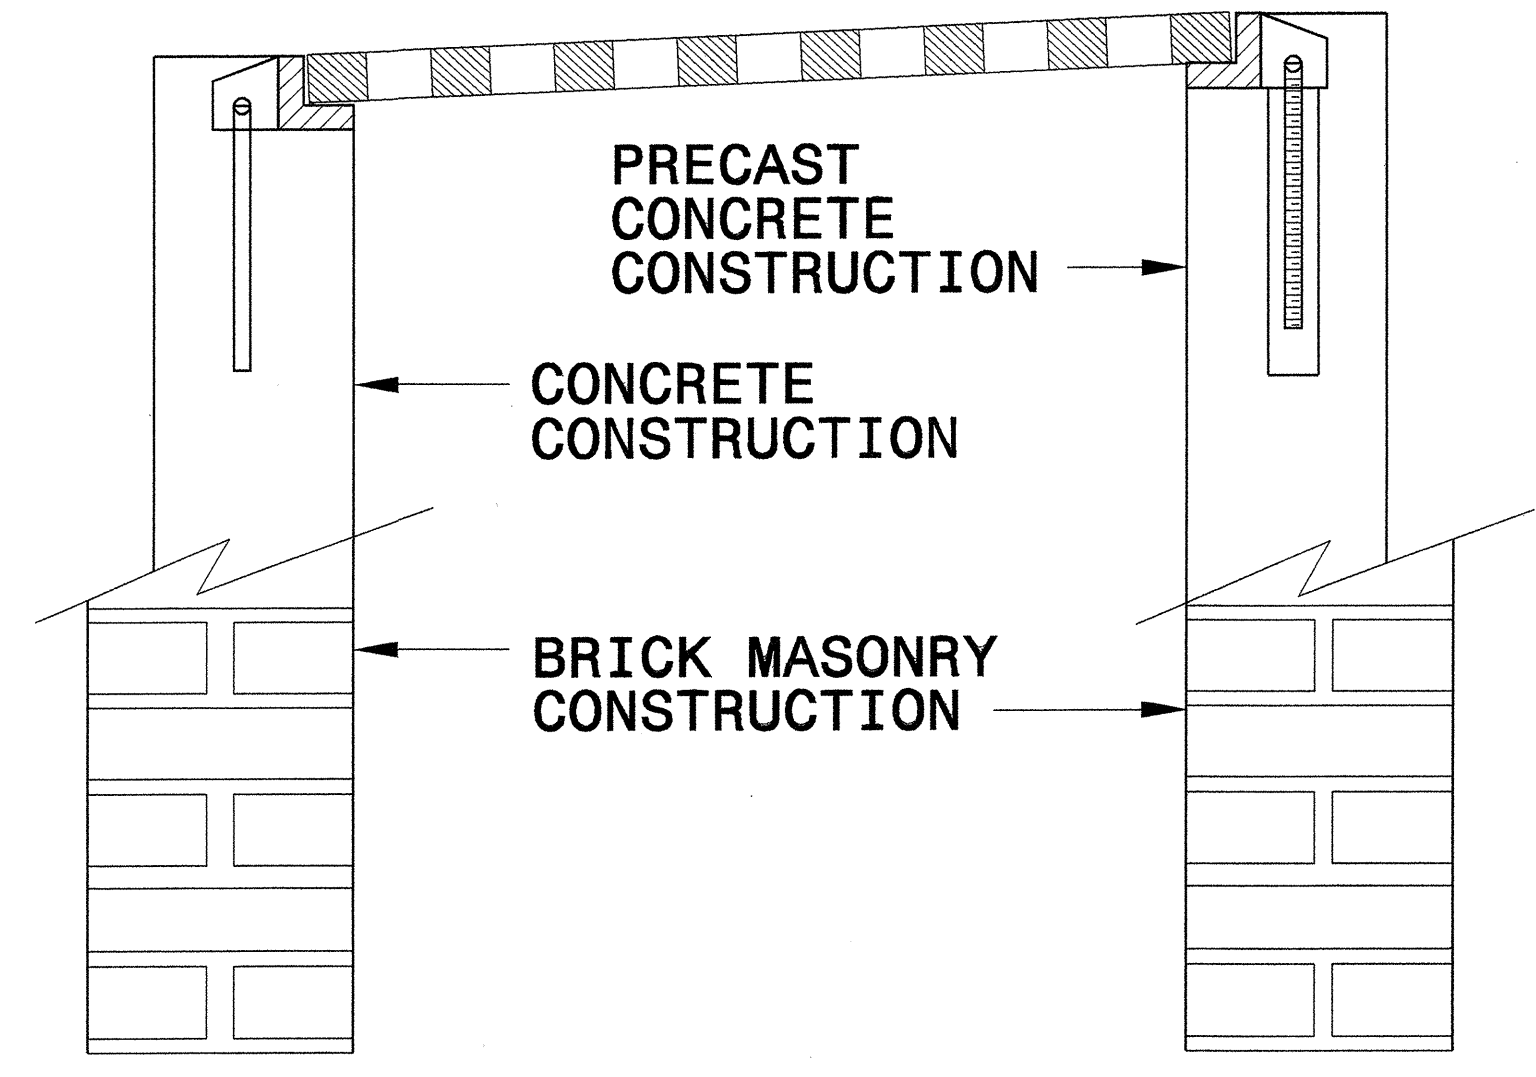 PRECAST
CONCRETE
CONSTRUCTION
CONCRETE
CONSTRUCTION
BRICK MASONRY
CONSTRUCTION